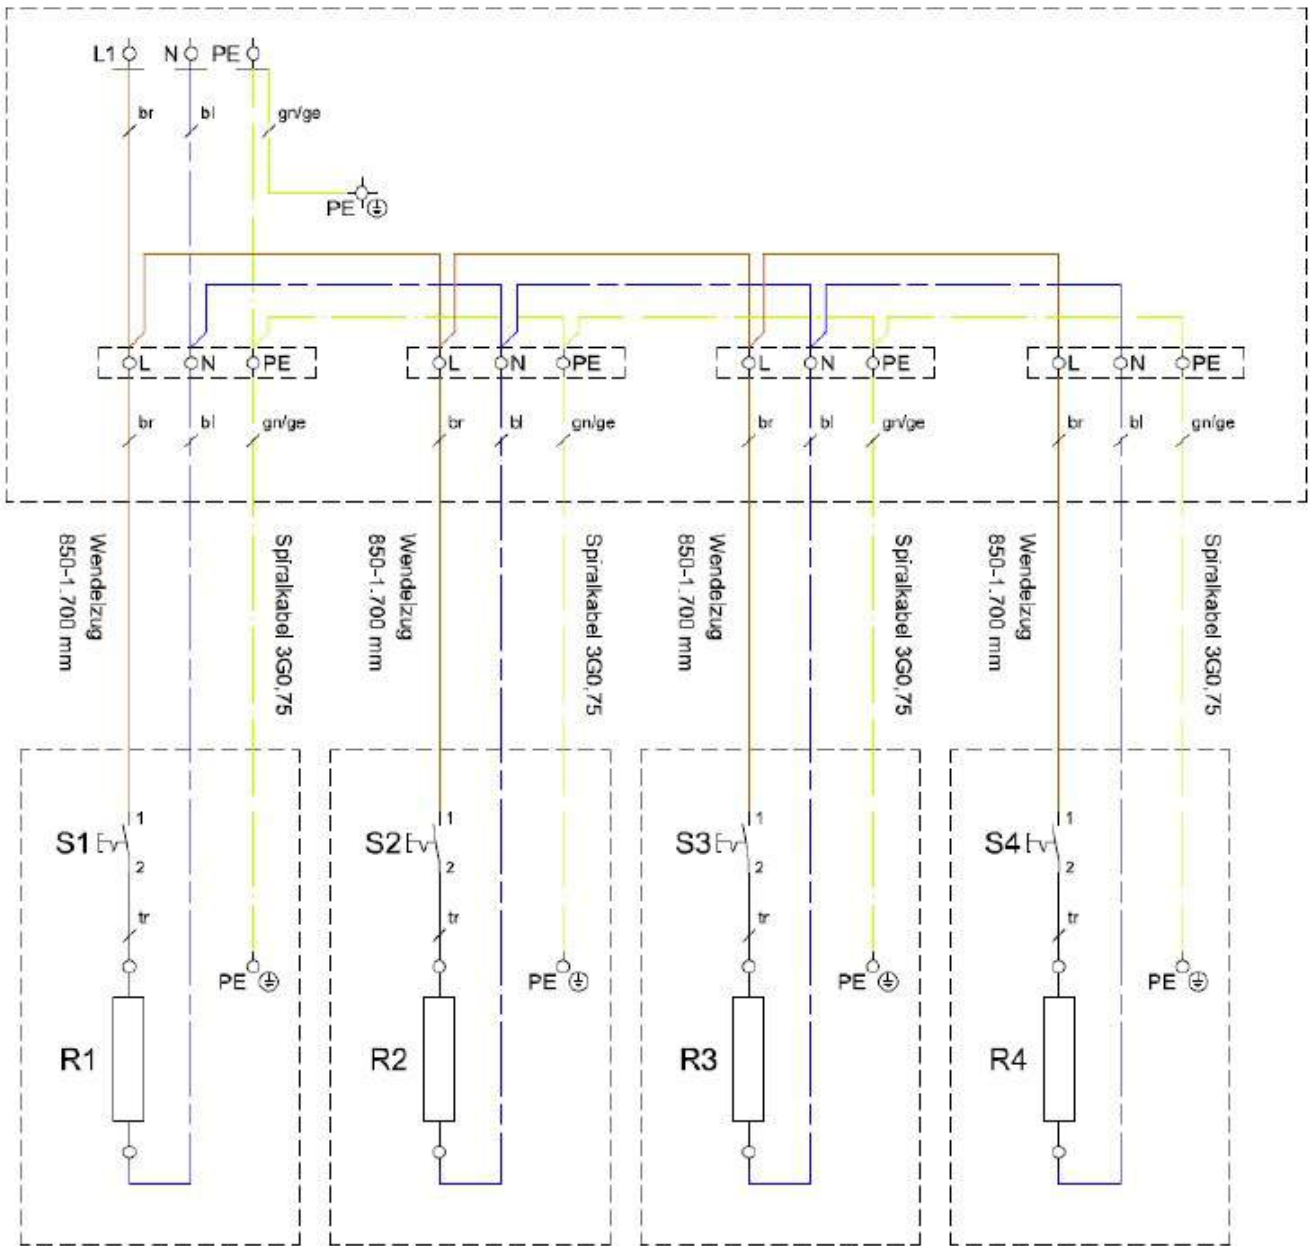 L1 N PE
br bl gn/ge
PE
L N PE L N PE L N PE L N PE
br bl gn/ge br bl gn/ge br bl gn/ge br bl gn/ge
Wendelzug
850-1.700 mm
Spiralkabel 3G0,75
Wendelzug
850-1.700 mm
Spiralkabel 3G0,75
Wendelzug
850-1.700 mm
Spiralkabel 3G0,75
Wendelzug
850-1.700 mm
Spiralkabel 3G0,75
1 1 1 1
S1 S2 S3 S4
2 2 2 2
tr tr tr tr
PE PE PE PE
R1 R2 R3 R4